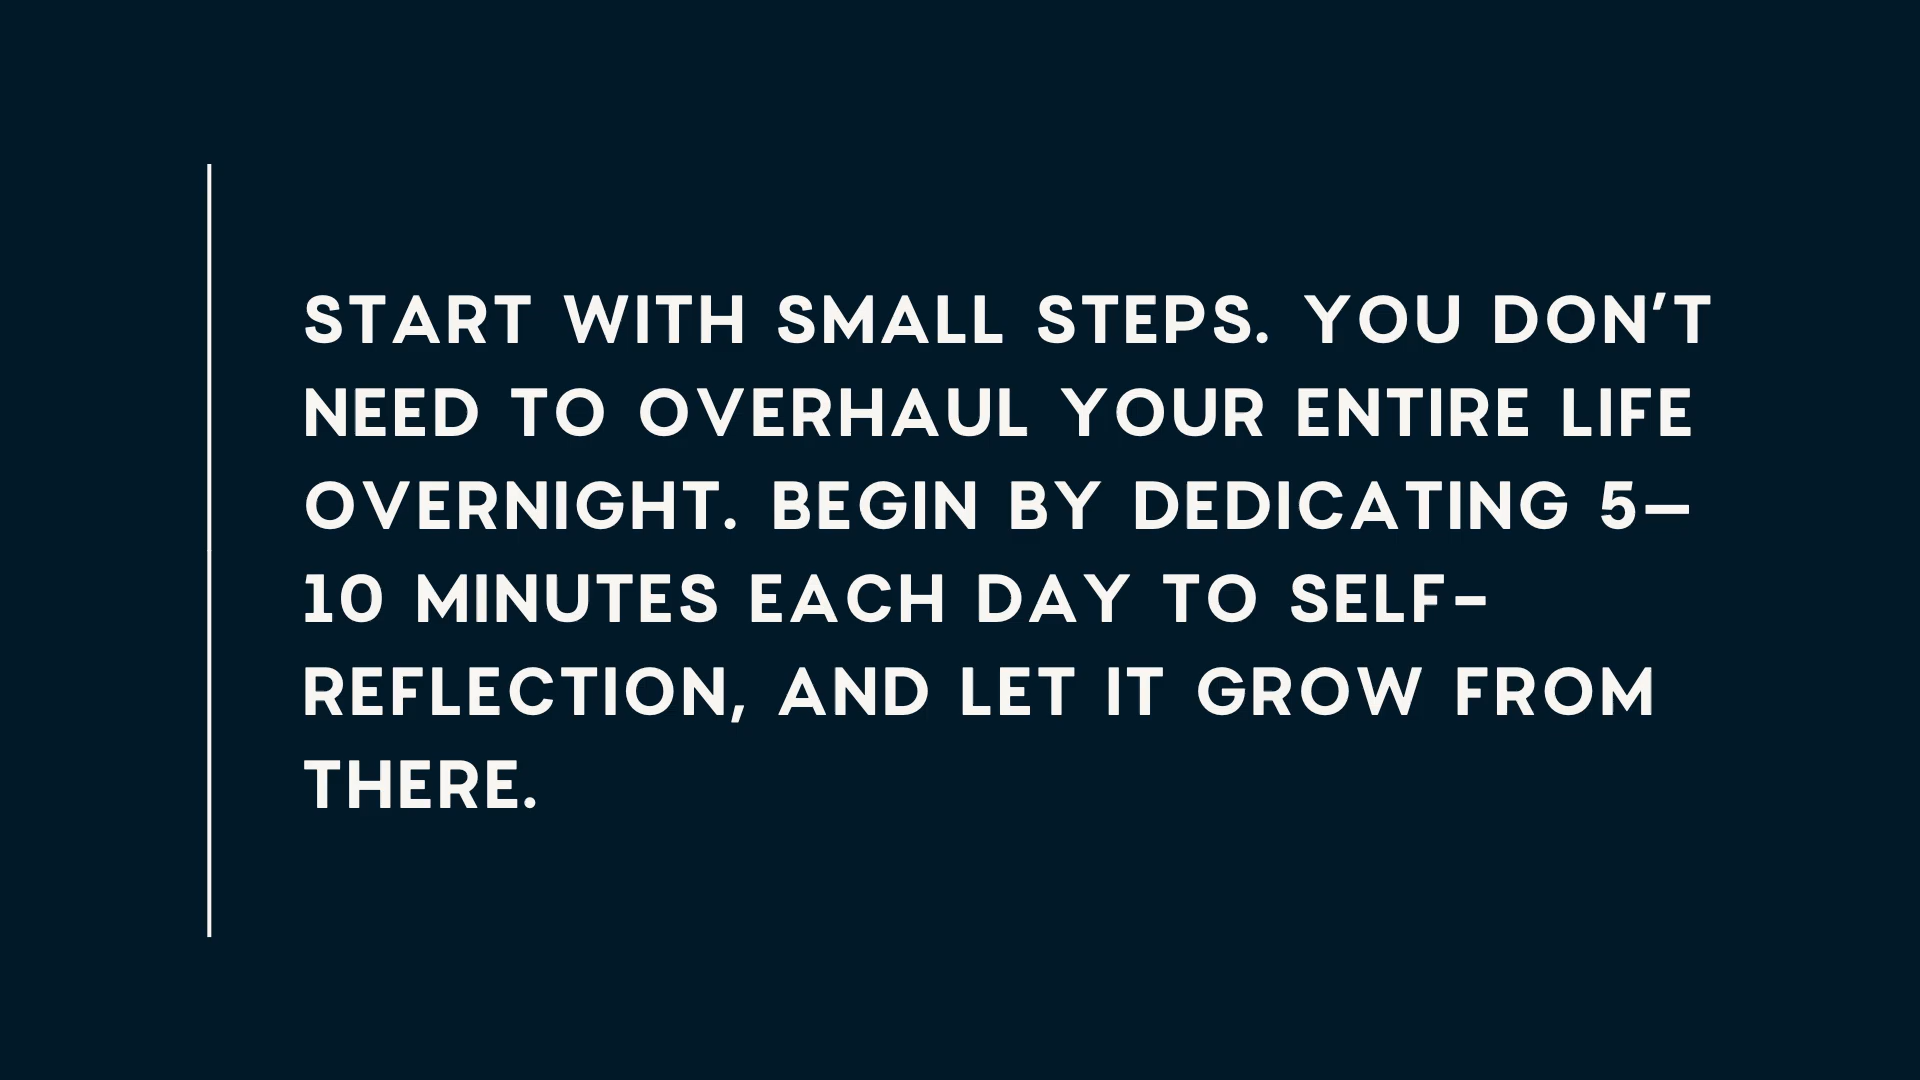 START WITH SMALL STEPS. YOU DON’T
NEED TO OVERHAUL YOUR ENTIRE LIFE
OVERNIGHT. BEGIN BY DEDICATING 5–
10 MINUTES EACH DAY TO SELF-
REFLECTION, AND LET IT GROW FROM
THERE.